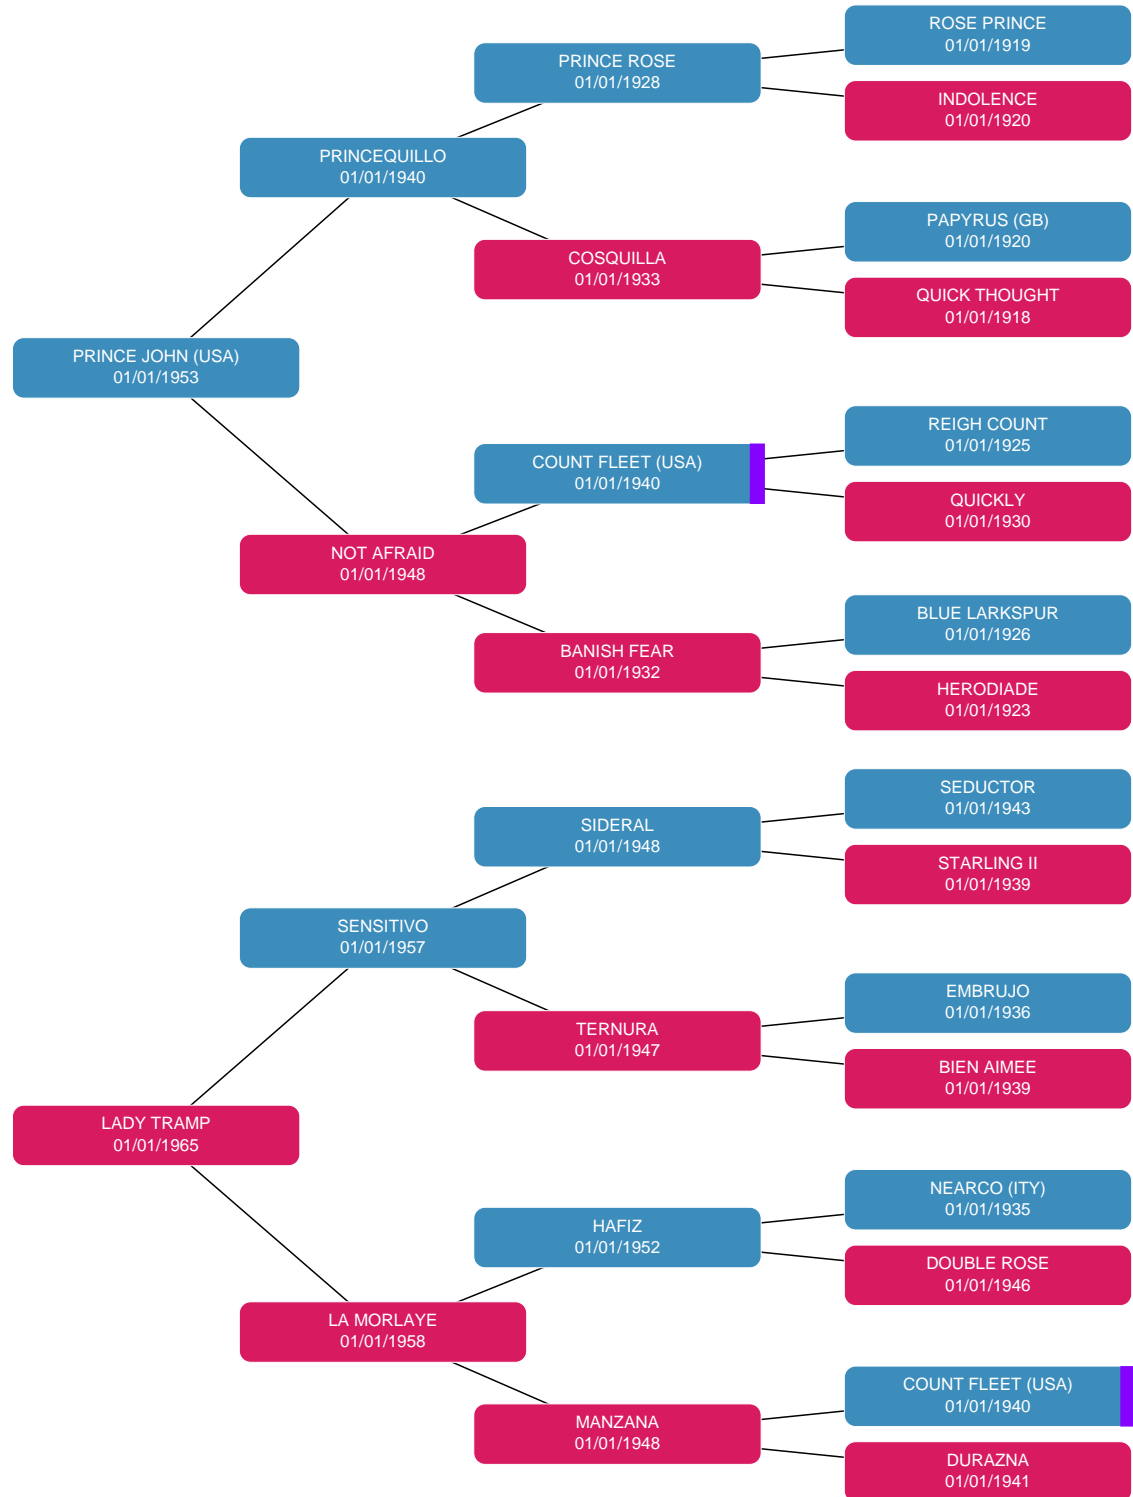 ROSE PRINCE
01/01/1919
PRINCE ROSE
01/01/1928
INDOLENCE
01/01/1920
PRINCEQUILLO
01/01/1940
PAPYRUS (GB)
01/01/1920
COSQUILLA
01/01/1933
QUICK THOUGHT
01/01/1918
PRINCE JOHN (USA)
01/01/1953
REIGH COUNT
01/01/1925
COUNT FLEET (USA)
01/01/1940
QUICKLY
01/01/1930
NOT AFRAID
01/01/1948
BLUE LARKSPUR
01/01/1926
BANISH FEAR
01/01/1932
HERODIADE
01/01/1923
SEDUCTOR
01/01/1943
SIDERAL
01/01/1948
STARLING II
01/01/1939
SENSITIVO
01/01/1957
EMBRUJO
01/01/1936
TERNURA
01/01/1947
BIEN AIMEE
01/01/1939
LADY TRAMP
01/01/1965
NEARCO (ITY)
01/01/1935
HAFIZ
01/01/1952
DOUBLE ROSE
01/01/1946
LA MORLAYE
01/01/1958
COUNT FLEET (USA)
01/01/1940
MANZANA
01/01/1948
DURAZNA
01/01/1941